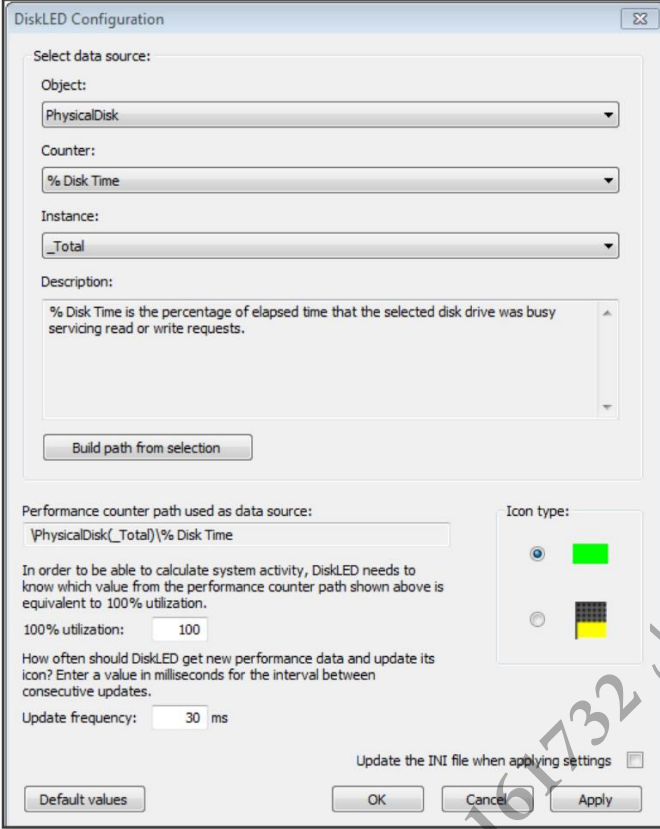 DiskLED Configuration
Select data source:
Object:
PhysicalDisk
Counter:
% Disk Time
Instance:
_Total
Description:
% Disk Time is the percentage of elapsed time that the selected disk drive was busy
servicing read or write requests.
Build path from selection
Performance counter path used as data source:
\PhysicalDisk(_Total)\% Disk Time
Icon type:
In order to be able to calculate system activity, DiskLED needs to
know which value from the performance counter path shown above is
equivalent to 100% utilization.
100% utilization: 100
How often should DiskLED get new performance data and update its
icon? Enter a value in milliseconds for the interval between
consecutive updates.
Update frequency: 30 ms
Update the INI file when applying settings
Default values OK Cancel Apply
161732